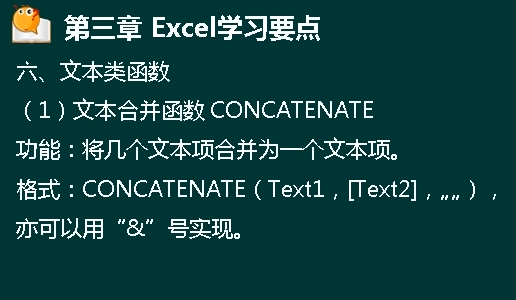 第三章 Excel学习要点
六、文本类函数
（1）文本合并函数 CONCATENATE
功能：将几个文本项合并为一个文本项。
格式：CONCATENATE（Text1，[Text2]，„„），
亦可以用“&”号实现。